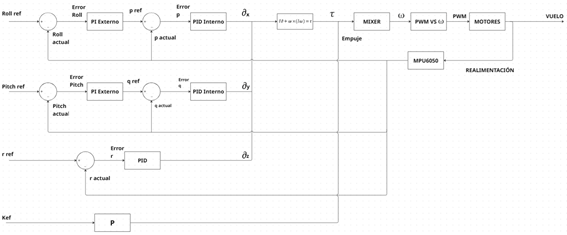 Roll ref
Error
Roll
PI Externo
p ref
Error
p
PID Interno
∂x
τ
MIXER
ω
PWM VS ω
PWM
MOTORES
VUELO
Roll
actual
p actual
Empuje
MPU6050
REALIMENTACIÓN
Pitch ref
Error
Pitch
PI Externo
q ref
Error
q
PID Interno
∂y
Pitch
actual
q actual
r ref
Error
r
PID
∂z
r actual
Kef
P